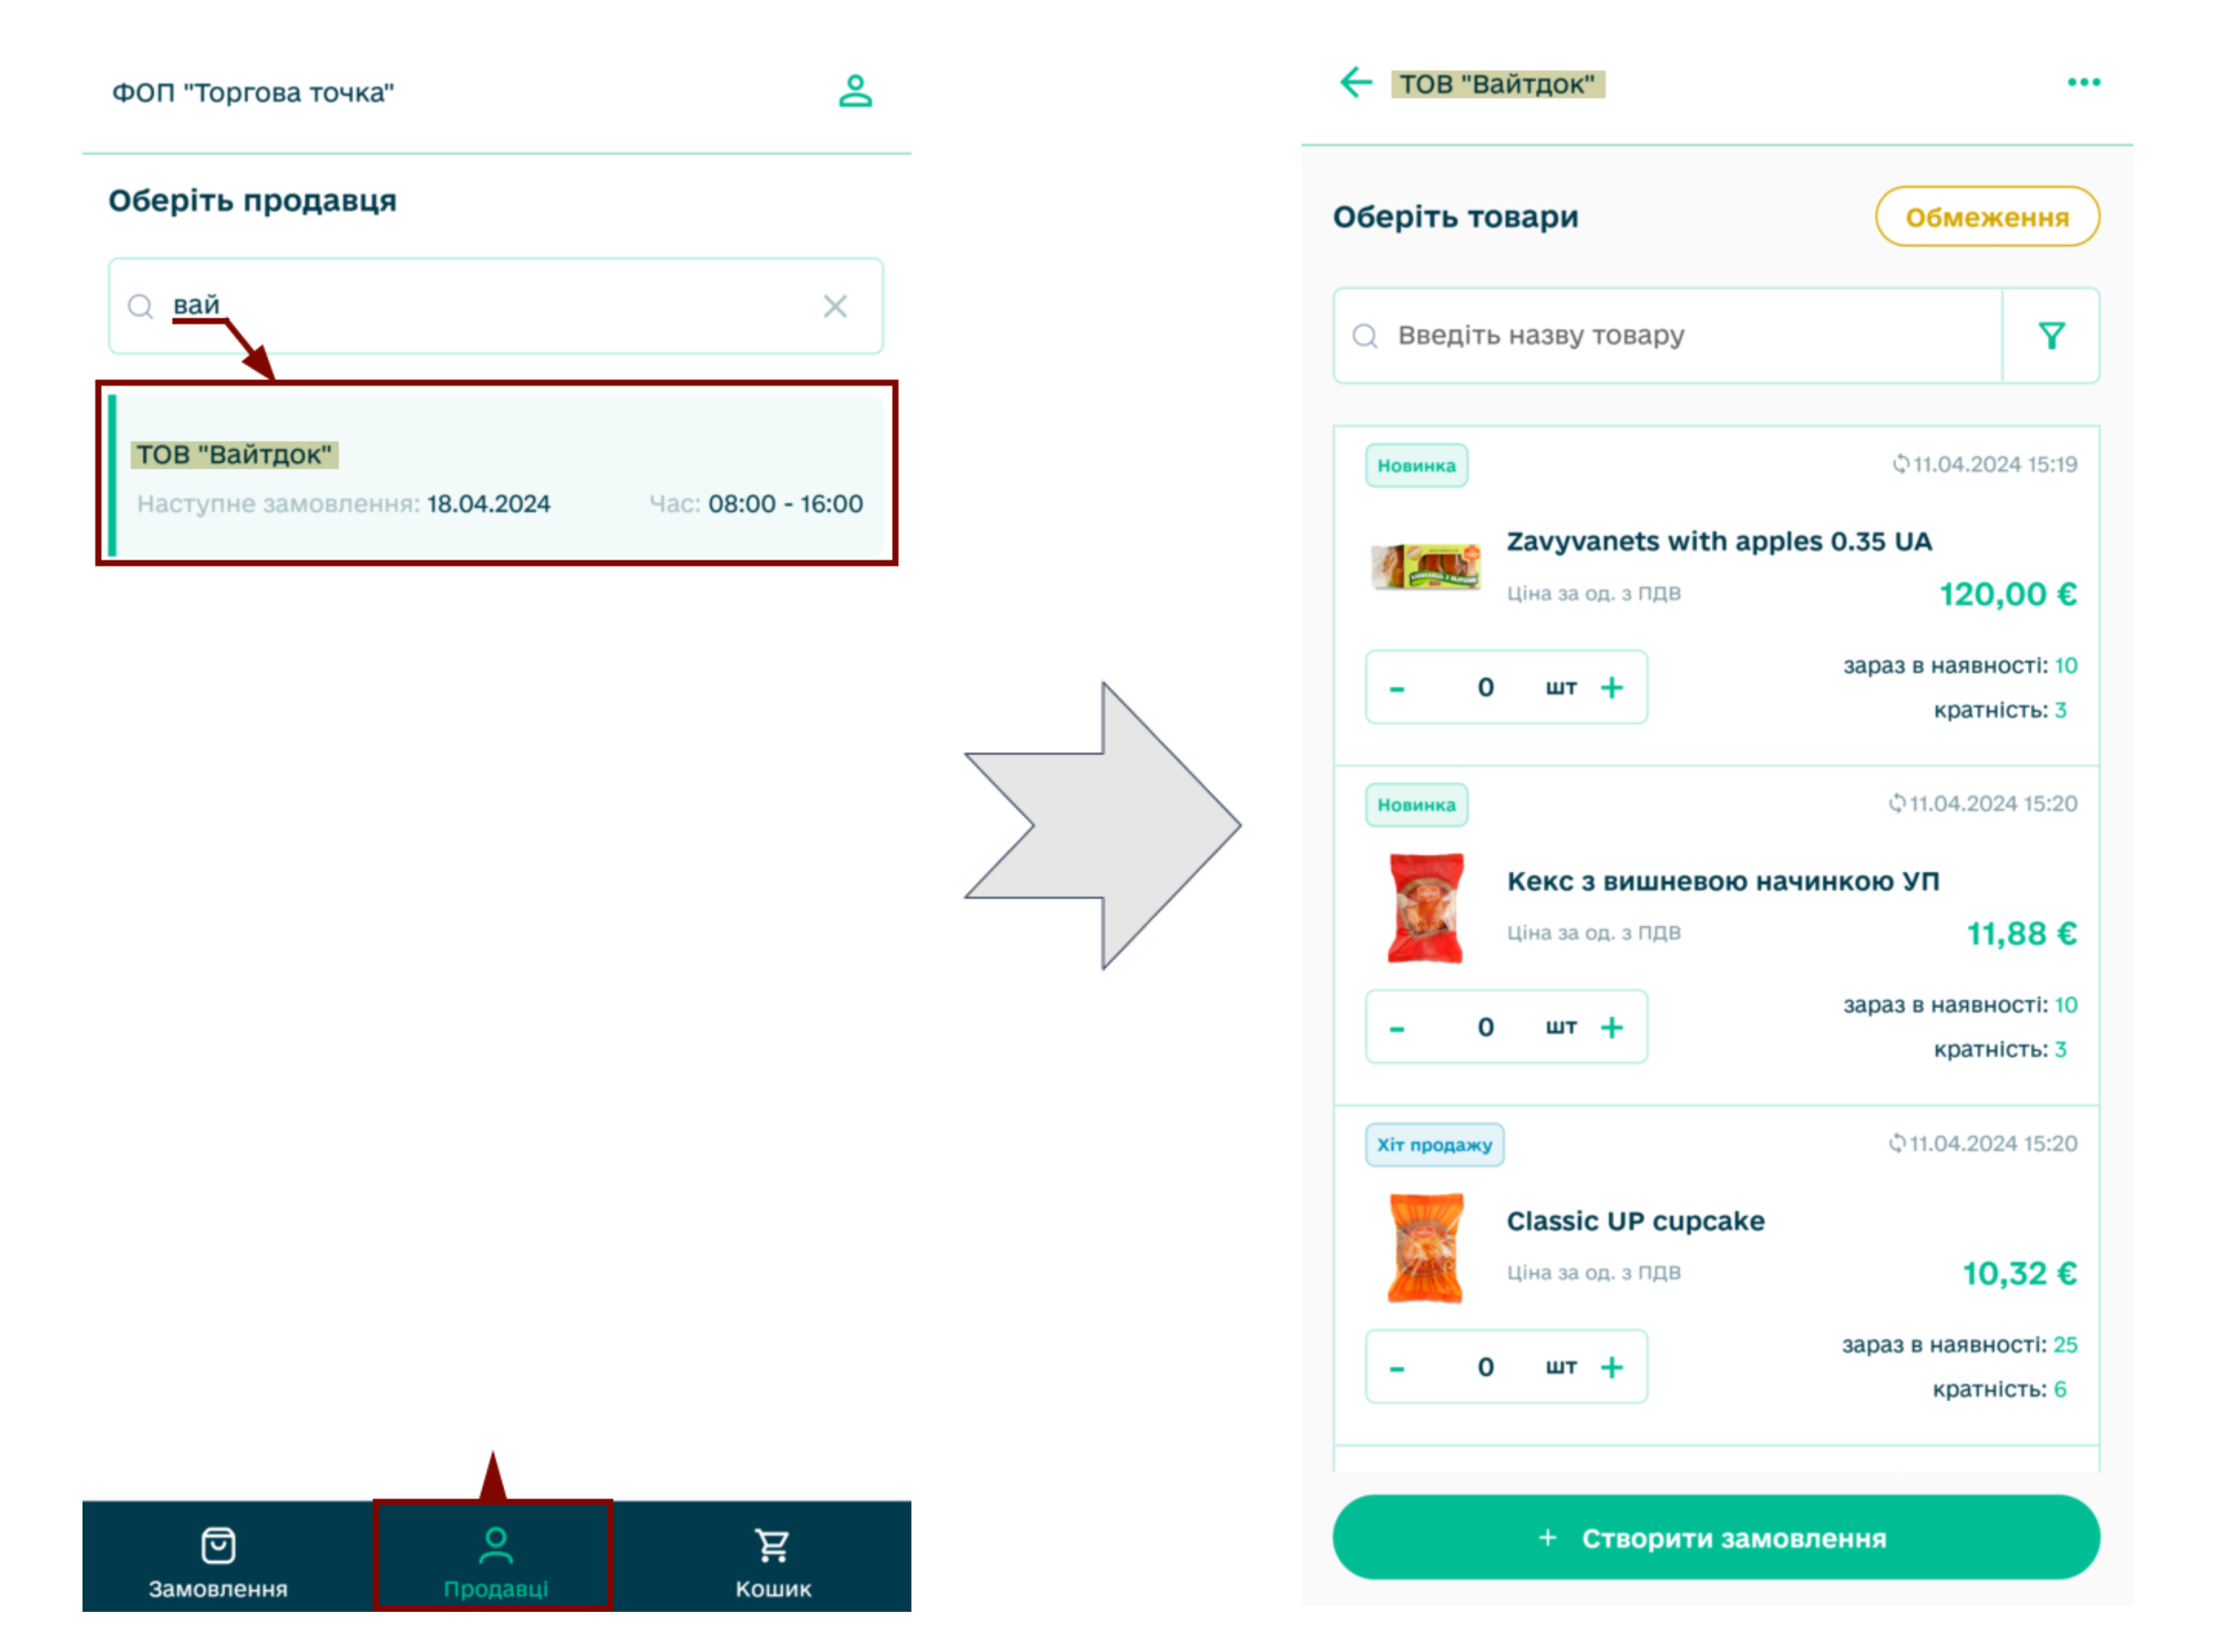 ФОП "Торгова точка"
Оберіть продавця
вай
ТОВ "Вайтдок"
Наступне замовлення: 18.04.2024 Час: 08:00 - 16:00
Замовлення Продавці Кошик
ТОВ "Вайтдок"
Оберіть товари Обмеження
Введіть назву товару
Новинка 11.04.2024 15:19
Zavyvanets with apples 0.35 UA
Ціна за од. з ПДВ 120,00 €
зараз в наявності: 10
- 0 шт +
кратність: 3
Новинка 11.04.2024 15:20
Кекс з вишневою начинкою УП
Ціна за од. з ПДВ 11,88 €
зараз в наявності: 10
- 0 шт +
кратність: 3
Хіт продажу 11.04.2024 15:20
Classic UP cupcake
Ціна за од. з ПДВ 10,32 €
зараз в наявності: 25
- 0 шт +
кратність: 6
+ Створити замовлення